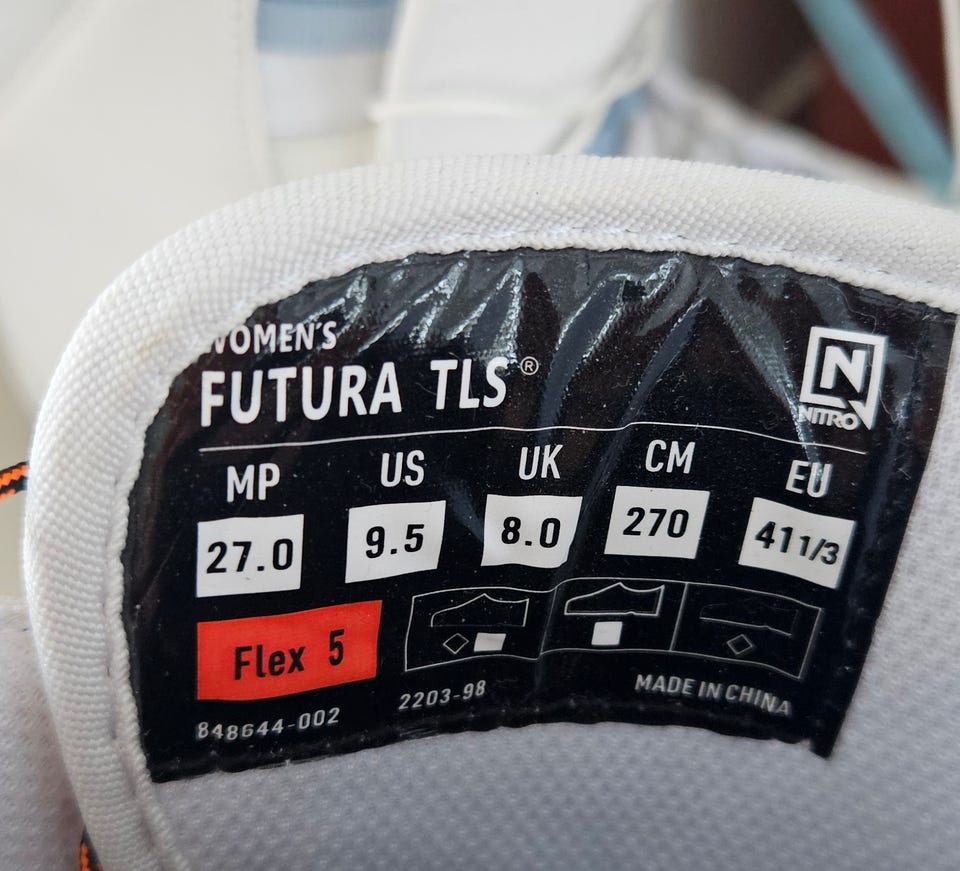 WOMEN'S
FUTURA TLS®
N
NITRO
MP US UK CM EU
27.0 9.5 8.0 270 41 1/3
Flex 5
848644-002 2203-98 MADE IN CHINA